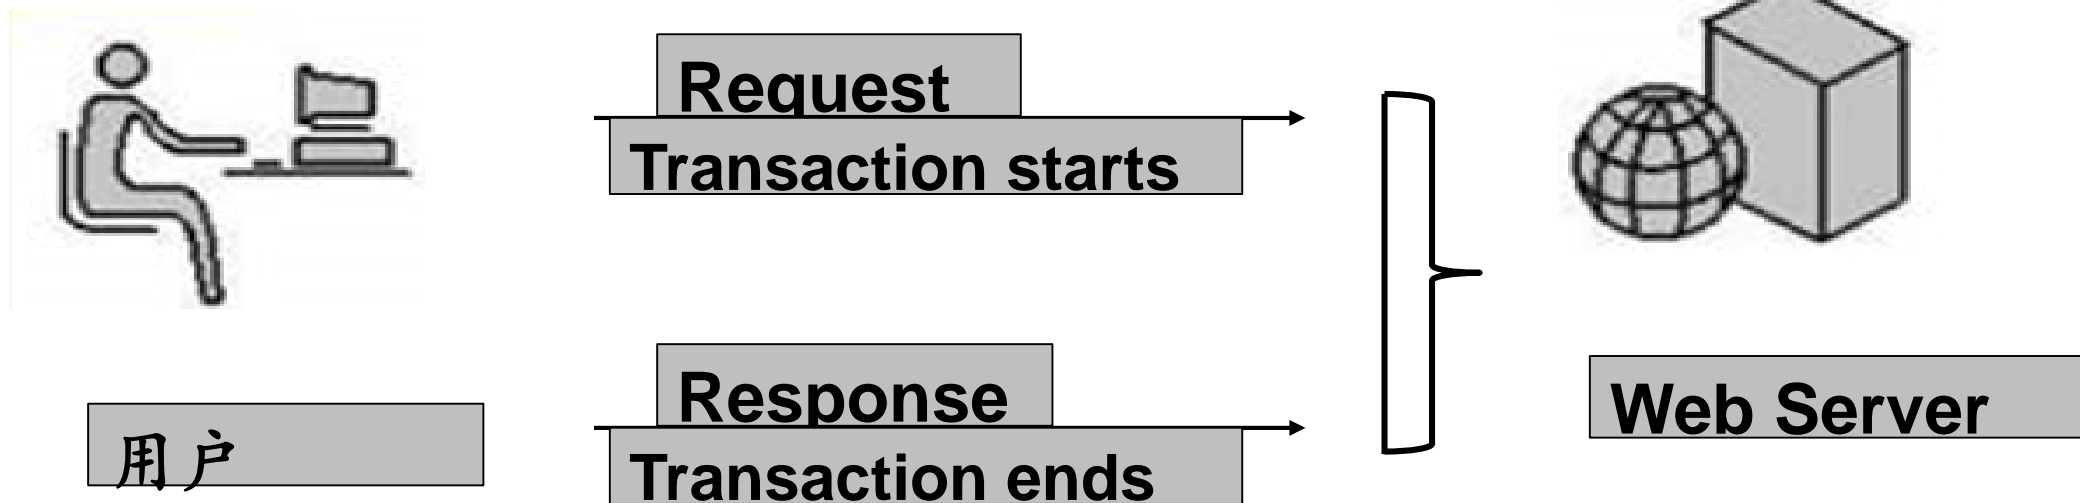 Request
Transaction starts
Response
Web Server
用户
Transaction ends